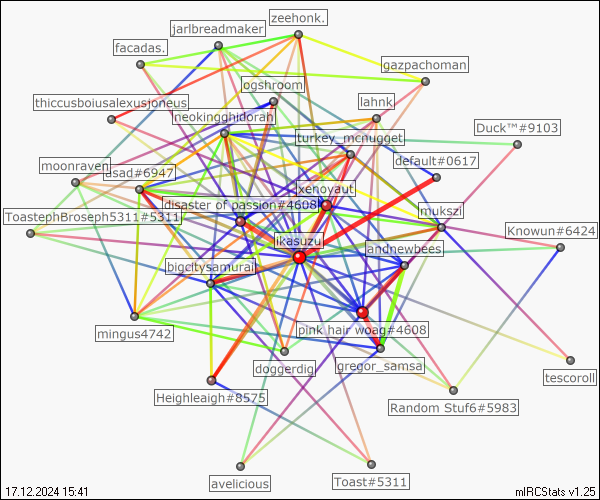 zeehonk.
jarlbreadmaker
facadas.
gazpachoman
ogshroom
thiccusboiusalexusjoneus
lahnk
neokingghidorah
Duck™#9103
turkey_mcnugget
default#0617
moonraven
dsad#6947
xenoyaut
disaster of passion#4608
mukszi
ToastephBroseph5311#5311
Knowun#6424
ikasuzu
andnewbees
bigcitysamurai
mingus4742
pink hair woag#4608
doggerdig
gregor_samsa
tescoroll
Heighleaigh#8575
Random Stuf6#5983
avelicious
Toast#5311
17.12.2024 15:41
mIRCStats v1.25